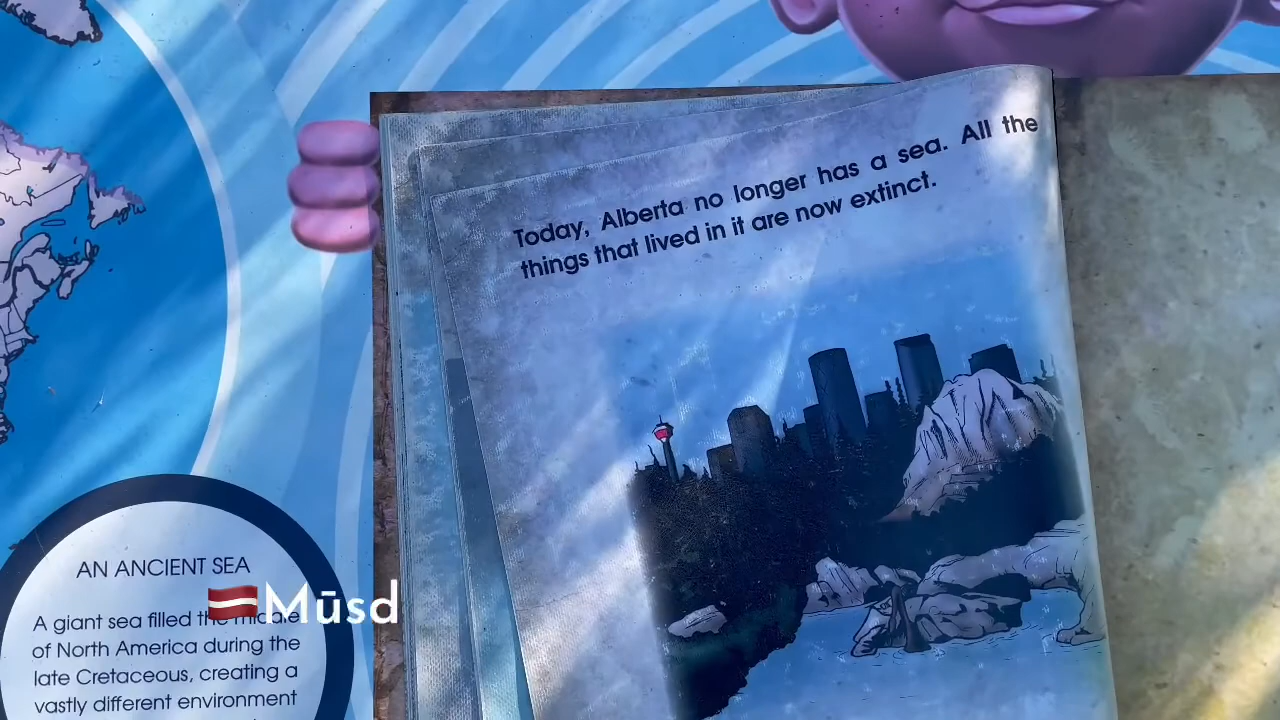 Today, Alberta no longer has a sea. All the
things that lived in it are now extinct.
AN ANCIENT SEA
A giant sea filled the middle
of North America during the
late Cretaceous, creating a
vastly different environment
Mūsd